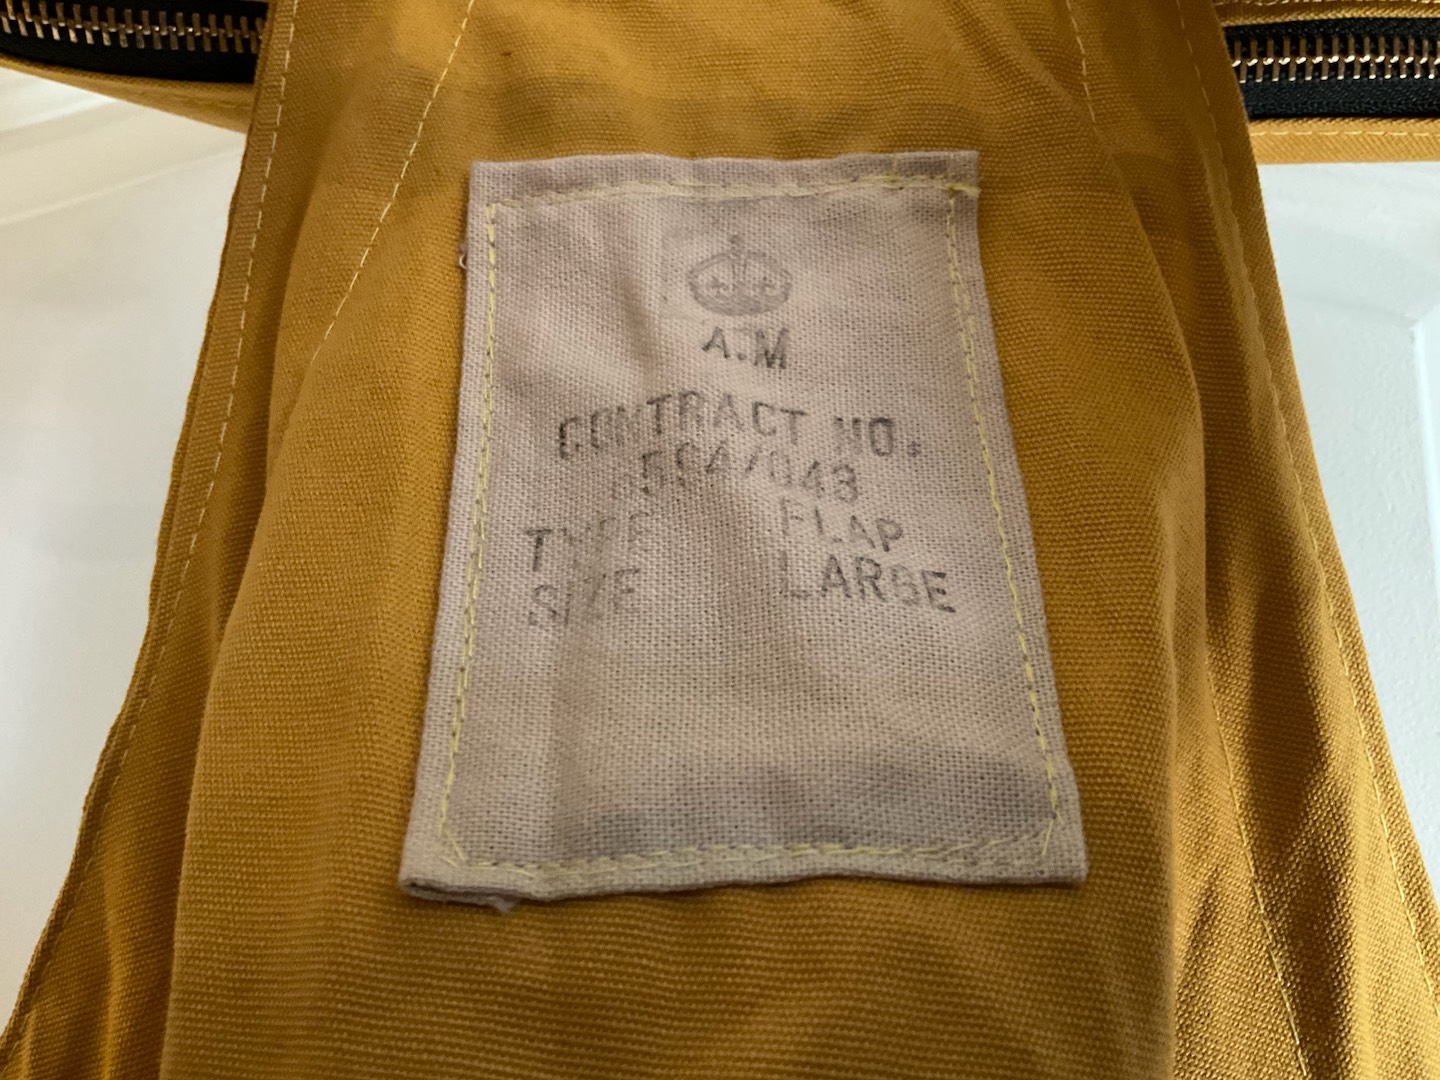 A.M
CONTRACT NO.
TYPE FLAP
SIZE LARGE